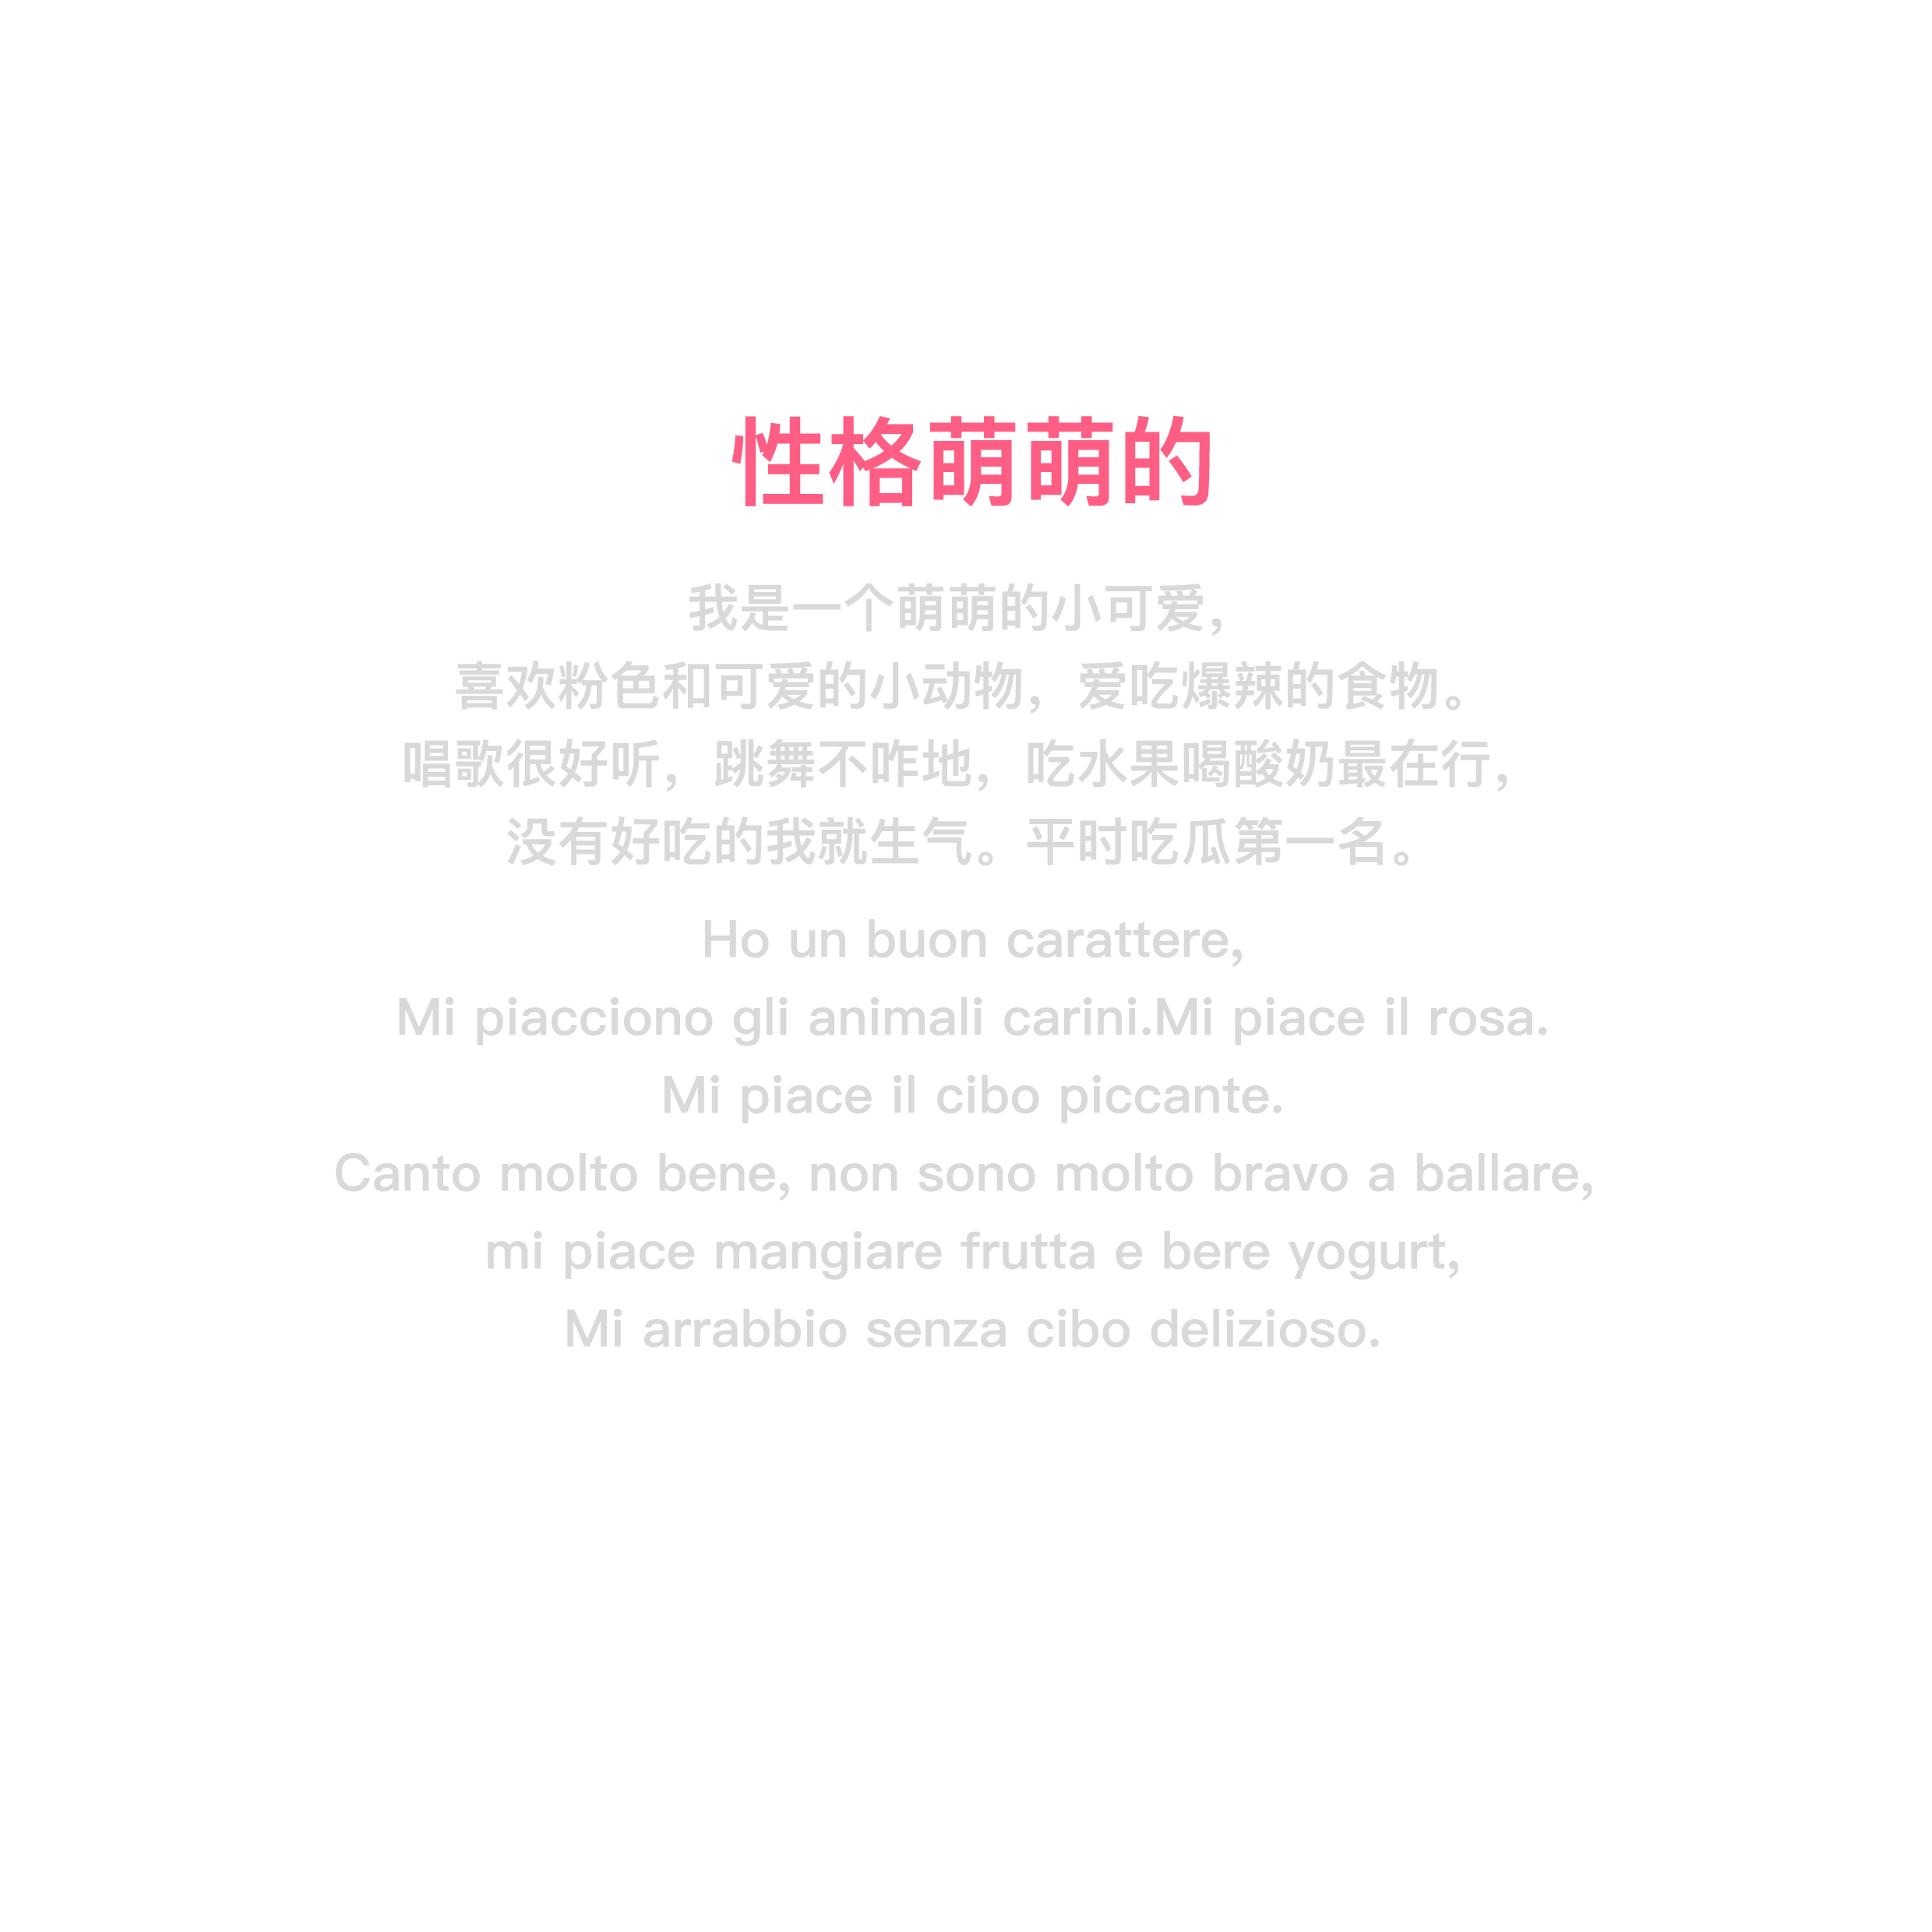 性格萌萌的
我是一个萌萌的小可爱,
喜欢粉色和可爱的小动物, 爱吃辣辣的食物。
唱歌是好听, 跳舞不咋地, 吃水果喝酸奶最在行,
没有好吃的我就生气。平时吃瓜第一名。
Ho un buon carattere,
Mi piacciono gli animali carini.Mi piace il rosa.
Mi piace il cibo piccante.
Canto molto bene, non sono molto bravo a ballare,
mi piace mangiare frutta e bere yogurt,
Mi arrabbio senza cibo delizioso.